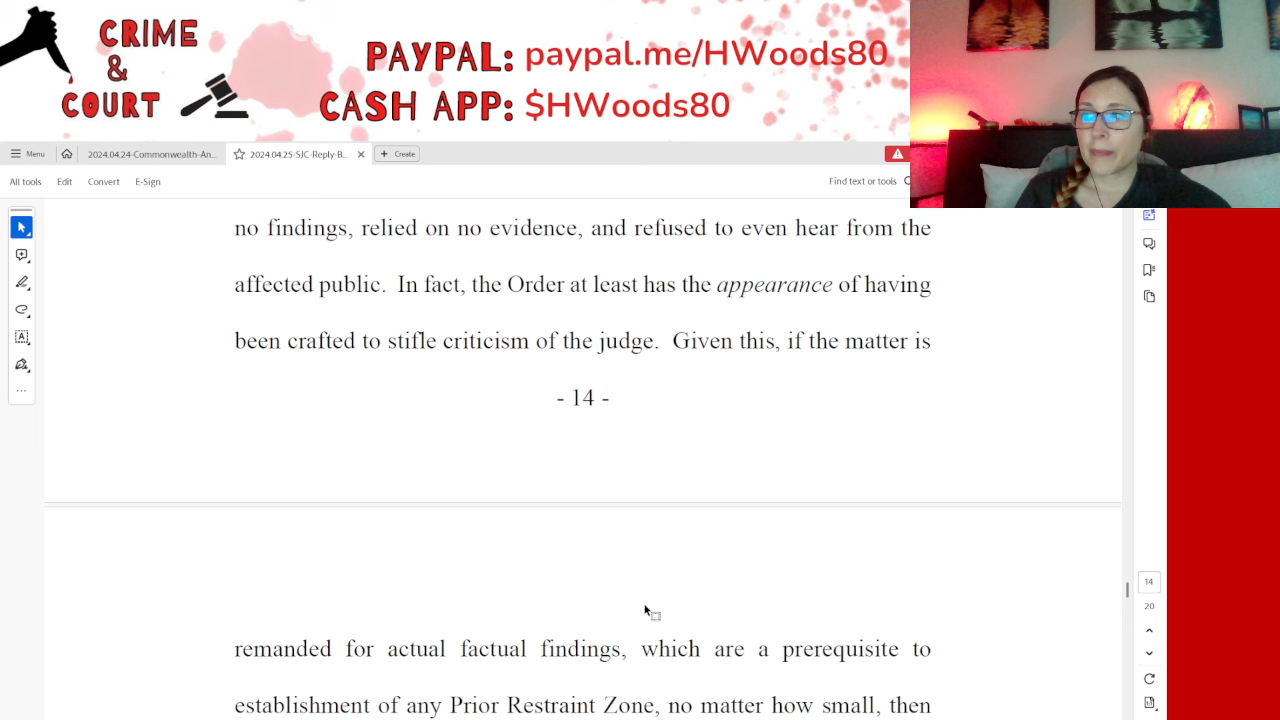 CRIME
&
COURT
PAYPAL: paypal.me/HWoods80
CASH APP: $HWoods80
Menu
2024.04.24-Commonwealth-An...
2024.04.25-SJC-Reply-B...
Create
All tools
Edit
Convert
E-Sign
Find text or tools
no findings, relied on no evidence, and refused to even hear from the
affected public. In fact, the Order at least has the appearance of having
been crafted to stifle criticism of the judge. Given this, if the matter is
- 14 -
remanded for actual factual findings, which are a prerequisite to
establishment of any Prior Restraint Zone, no matter how small, then
14
20